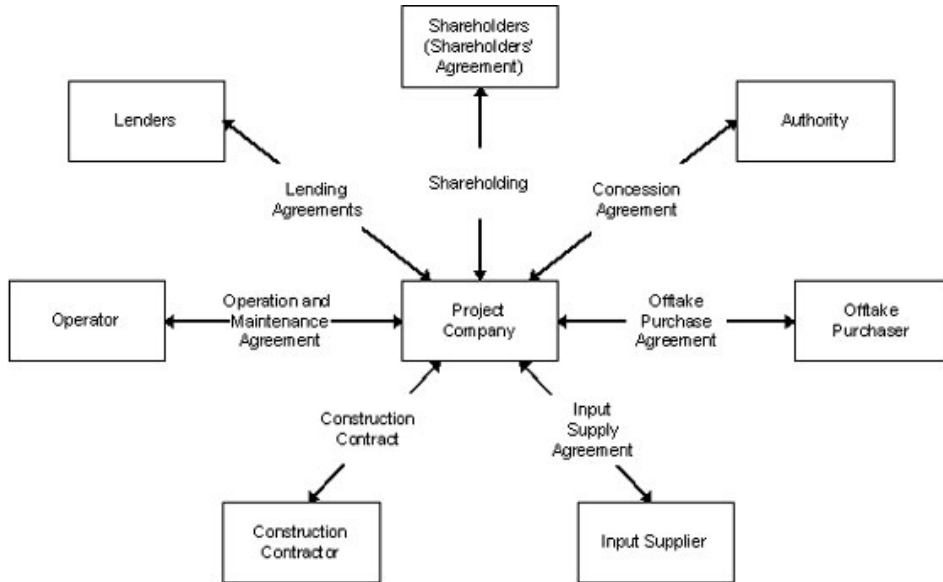 Shareholders
(Shareholders'
Agreement)
Lenders
Authority
Lending
Agreements
Shareholding
Concession
Agreement
Operator
Operation and
Maintenance
Agreement
Project
Company
Offtake
Purchase
Agreement
Offtake
Purchaser
Construction
Contract
Input
Supply
Agreement
Construction
Contractor
Input Supplier